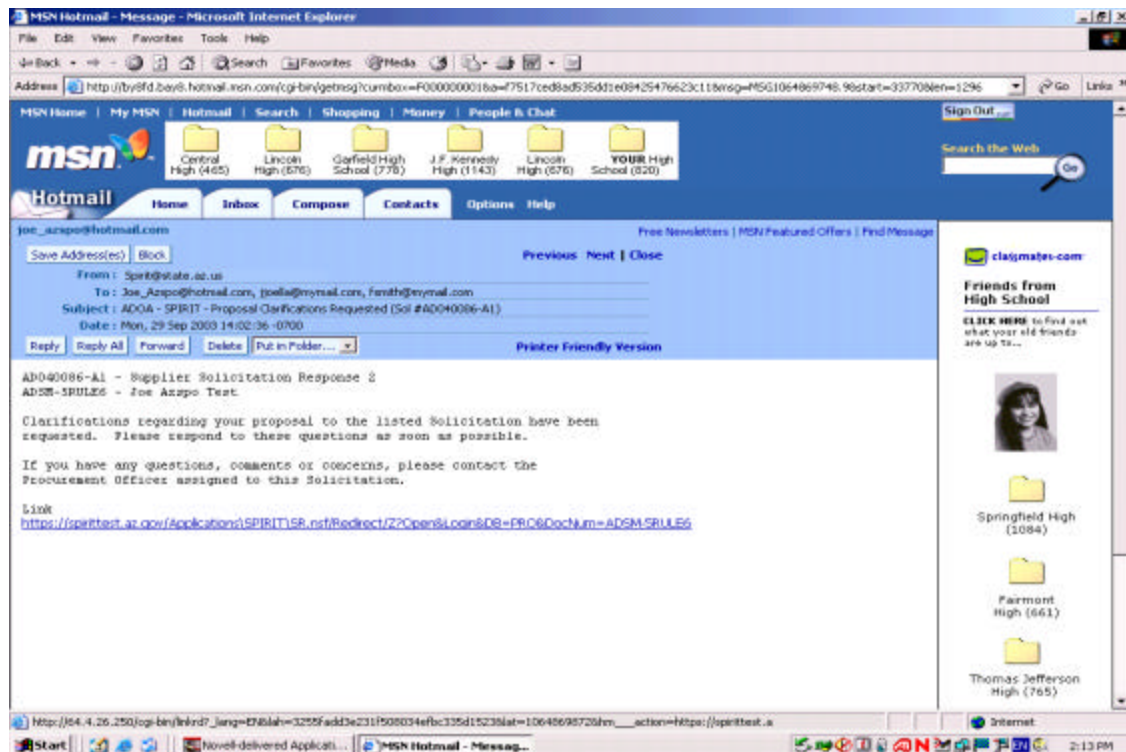 MSN Hotmail - Message - Microsoft Internet Explorer
File Edit View Favorites Tools Help
Back Search Favorites Media
Address http://by8fd.bay8.hotmail.msn.com/cgi-bin/getmsg?curmbox=F000000001&a=f7517ced8ad535dd1e08425476623c11&msg=MSG1064869748.98&start=33770&len=1296 Go Links
MSN Home | My MSN | Hotmail | Search | Shopping | Money | People & Chat
Sign Out
msn
Central High (465)
Lincoln High (676)
Garfield High School (778)
J.F. Kennedy High (1143)
Lincoln High (676)
YOUR High School (820)
Search the Web
Go
Hotmail Home Inbox Compose Contacts Options Help
joe_azspo@hotmail.com
Free Newsletters | MSN Featured Offers | Find Message
Save Address(es) Block
Previous Next | Close
From : Spirit@state.az.us
To : Joe_Azspo@hotmail.com, fsmith@mymail.com
Subject : ADOA - SPIRIT - Proposal Clarifications Requested (Sol #AD040086-A1)
Date : Mon, 29 Sep 2003 14:02:36 -0700
Reply Reply All Forward Delete Put in Folder...
Printer Friendly Version
AD040086-A1 - Supplier Solicitation Response 2
ADSM-5RULE6 - Joe Azspo Test
Clarifications regarding your proposal to the listed Solicitation have been
requested. Please respond to these questions as soon as possible.
If you have any questions, comments or concerns, please contact the
Procurement Officer assigned to this Solicitation.
Link
https://spirittest.az.gov/Applications\SPIRIT\SR.nsf/Redirect/Z?Open&Login&DB=PRO&DocNum=ADSM-5RULE6
classmates.com
Friends from
High School
CLICK HERE to find out
what your old friends
are up to...
Springfield High
(1084)
Fairmont
High (661)
Thomas Jefferson
High (765)
Internet
Start Novell-delivered Applicati... MSN Hotmail - Messag... 2:13 PM